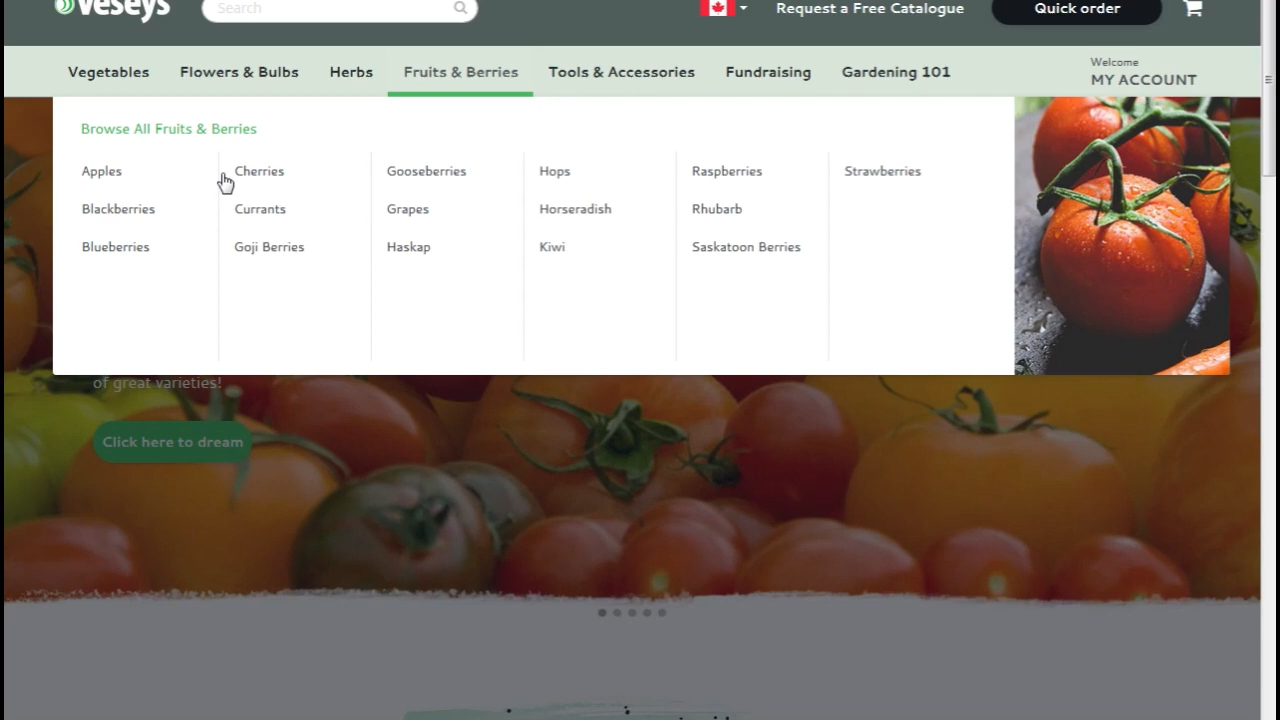 veseys
Search
Request a Free Catalogue
Quick order
Vegetables
Flowers & Bulbs
Herbs
Fruits & Berries
Tools & Accessories
Fundraising
Gardening 101
Welcome
MY ACCOUNT
Browse All Fruits & Berries
Apples
Blackberries
Blueberries
Cherries
Currants
Goji Berries
Gooseberries
Grapes
Haskap
Hops
Horseradish
Kiwi
Raspberries
Rhubarb
Saskatoon Berries
Strawberries
of great varieties!
Click here to dream